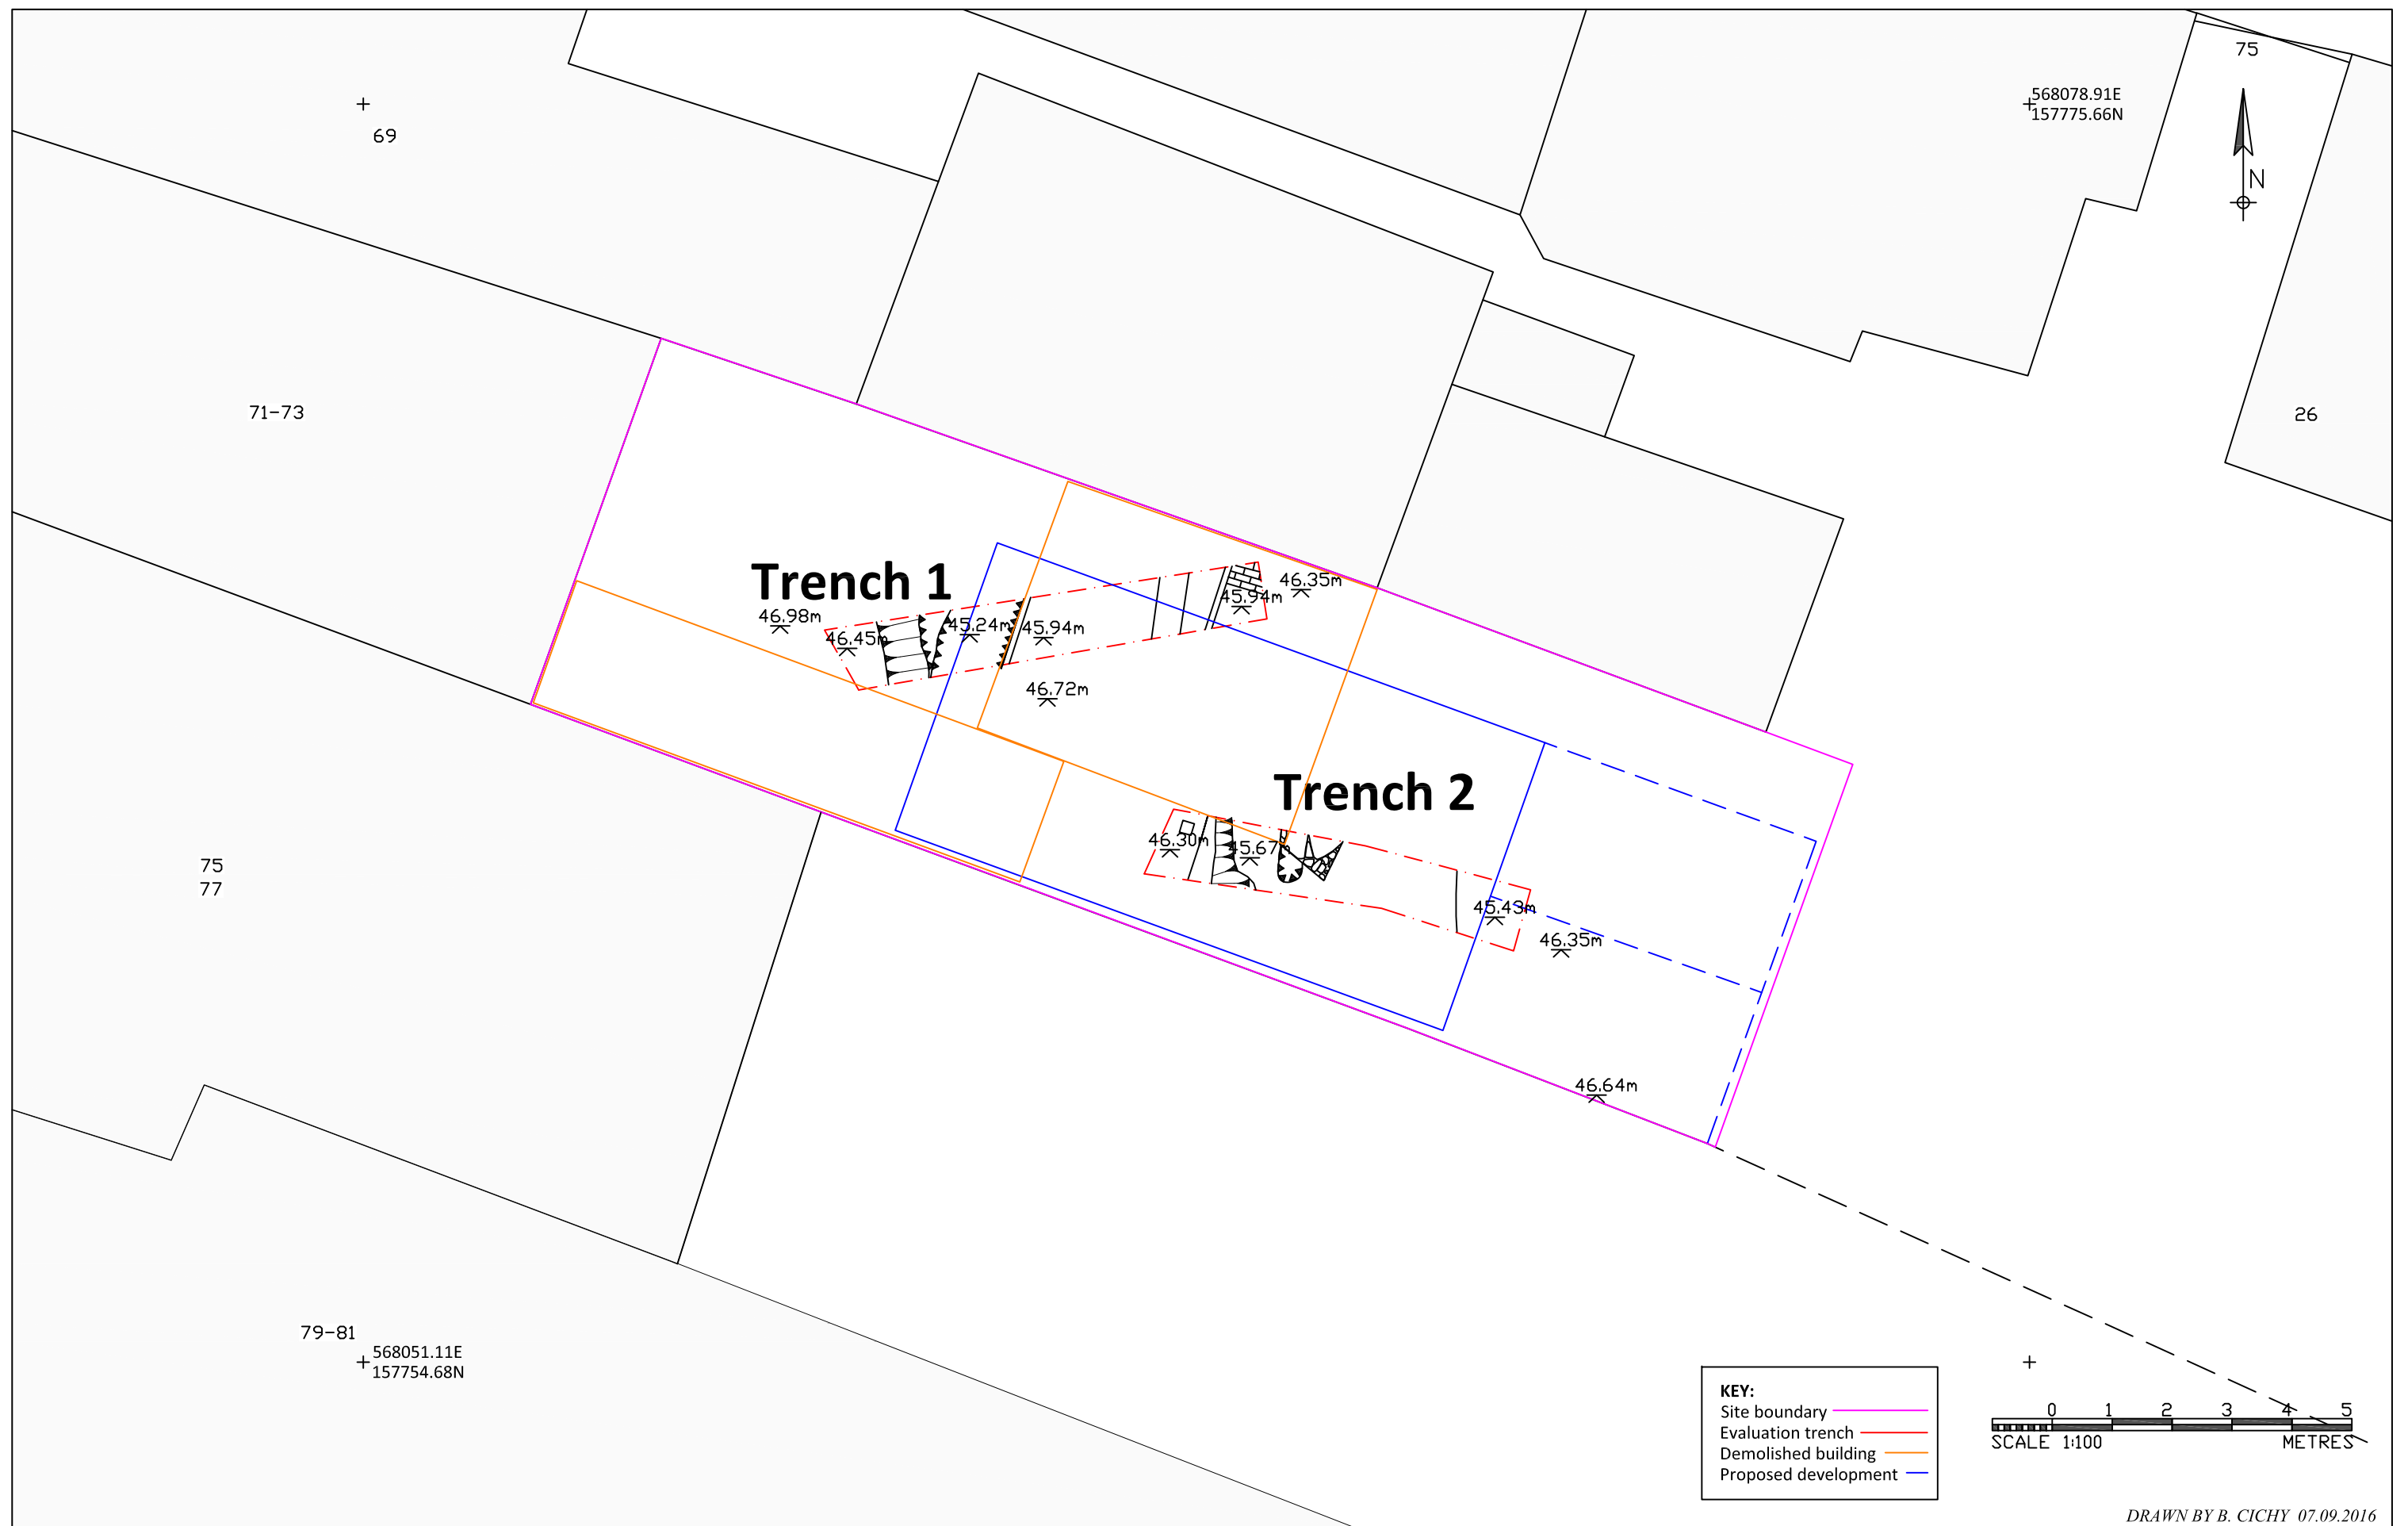 75
568078.91E
157775.66N
69
N
71-73
26
Trench 1
46.35m
45.94m
46.98m
46.45m
45.24m
45.94m
46.72m
Trench 2
46.30m
45.67m
45.43m
46.35m
75
77
46.64m
79-81
568051.11E
157754.68N
KEY:
Site boundary
Evaluation trench
Demolished building
Proposed development
0 1 2 3 4 5
SCALE 1:100 METRES
DRAWN BY B. CICHY 07.09.2016